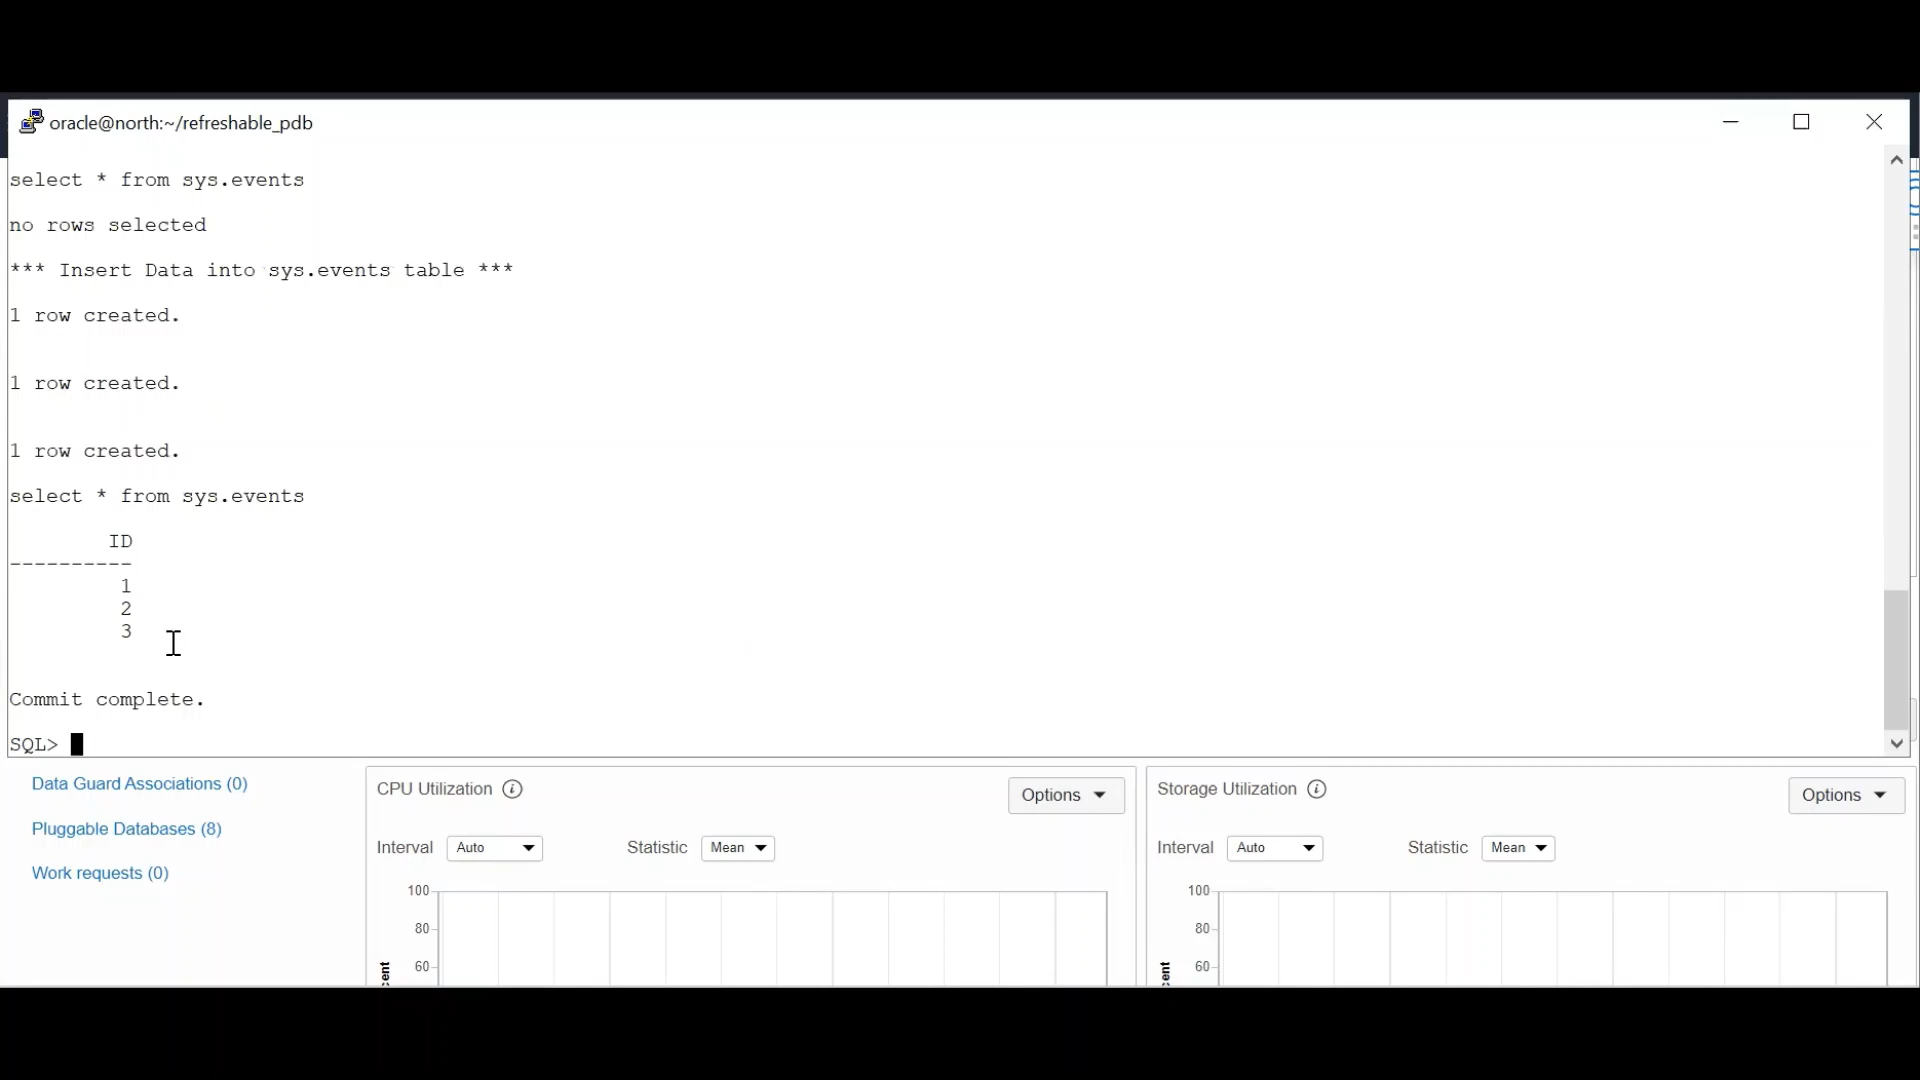 oracle@north:~/refreshable_pdb
select * from sys.events
no rows selected
*** Insert Data into sys.events table ***
1 row created.
1 row created.
1 row created.
select * from sys.events
ID
----------
1
2
3
Commit complete.
SQL>
Data Guard Associations (0)
Pluggable Databases (8)
Work requests (0)
CPU Utilization
Options
Interval Auto Statistic Mean
100
80
60
Storage Utilization
Options
Interval Auto Statistic Mean
100
80
60